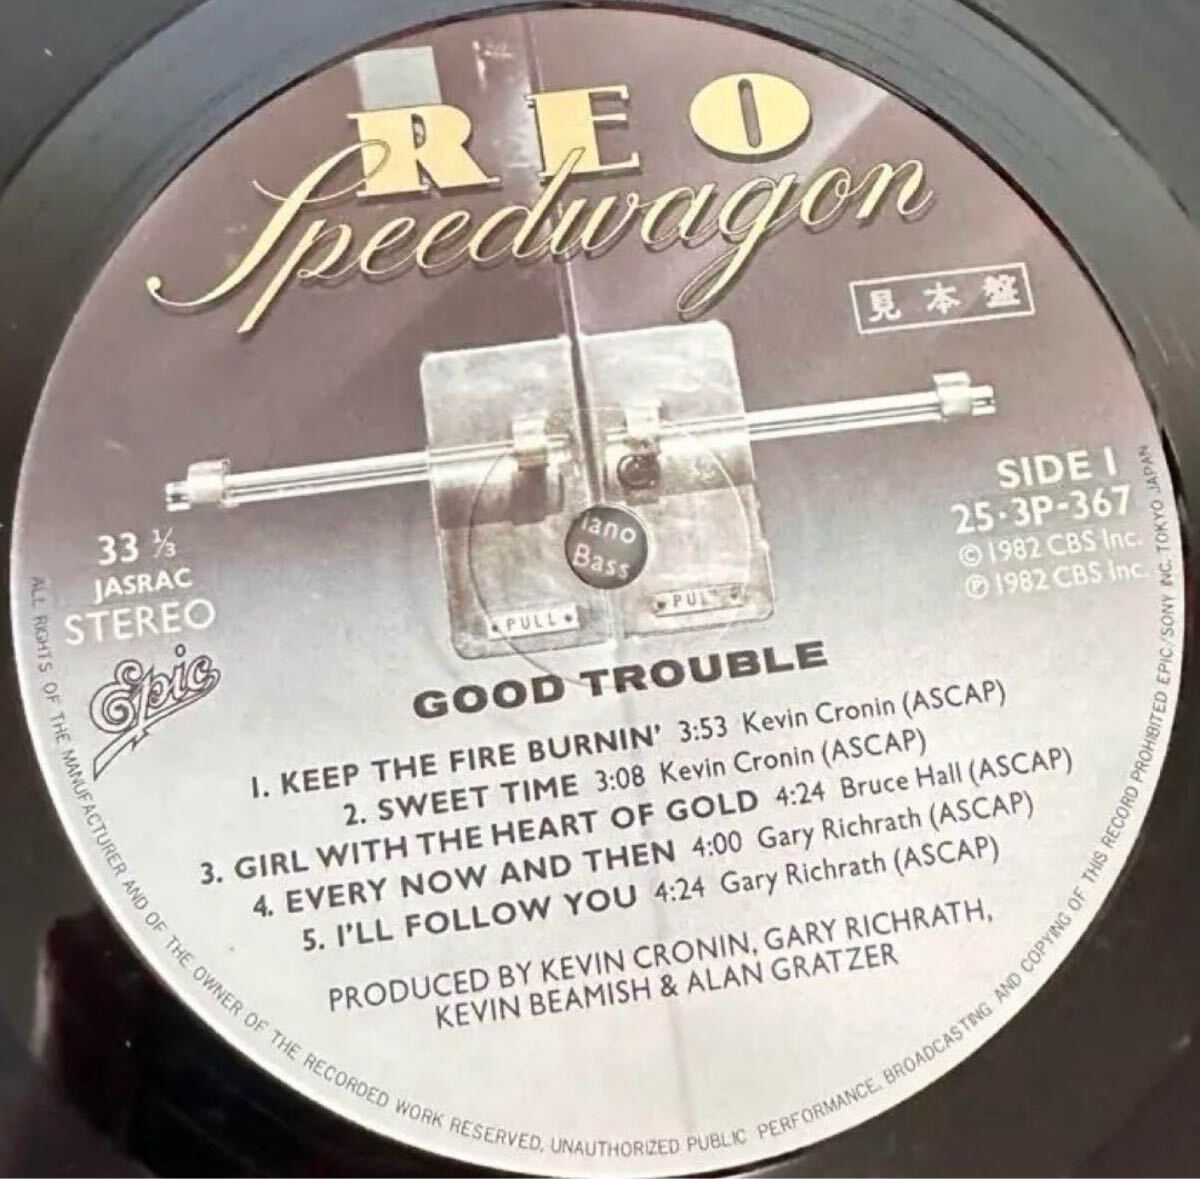 REO
Speedwagon
見本盤
SIDE 1
25·3P-367
© 1982 CBS Inc.
℗ 1982 CBS Inc.
33 1/3
JASRAC
STEREO
Epic
iano
Bass
PULL
PUL
GOOD TROUBLE
1. KEEP THE FIRE BURNIN' 3:53 Kevin Cronin (ASCAP)
2. SWEET TIME 3:08 Kevin Cronin (ASCAP)
3. GIRL WITH THE HEART OF GOLD 4:24 Bruce Hall (ASCAP)
4. EVERY NOW AND THEN 4:00 Gary Richrath (ASCAP)
5. I'LL FOLLOW YOU 4:24 Gary Richrath (ASCAP)
PRODUCED BY KEVIN CRONIN, GARY RICHRATH,
KEVIN BEAMISH & ALAN GRATZER
ALL RIGHTS OF THE MANUFACTURER AND OF THE OWNER OF THE RECORDED WORK RESERVED, UNAUTHORIZED PUBLIC PERFORMANCE, BROADCASTING AND COPYING OF THIS RECORD PROHIBITED EPIC/SONY INC. TOKYO JAPAN